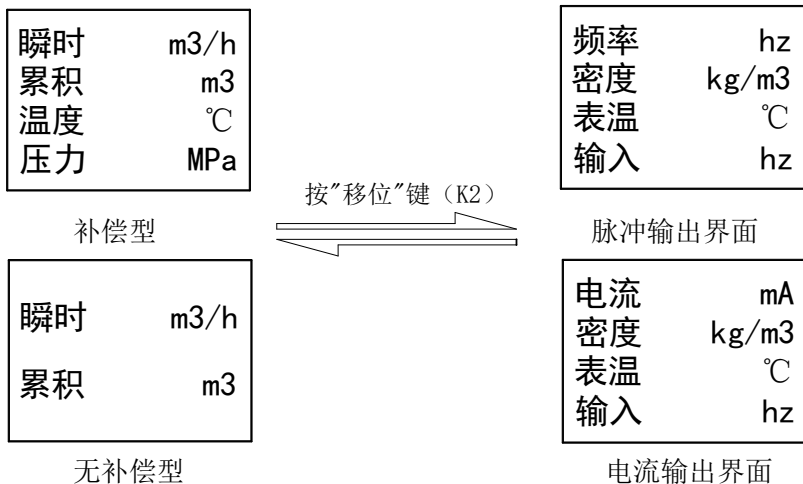 瞬时 m3/h
累积 m3
温度 ℃
压力 MPa
补偿型
按"移位"键（K2）
频率 hz
密度 kg/m3
表温 ℃
输入 hz
脉冲输出界面
瞬时 m3/h
累积 m3
无补偿型
电流 mA
密度 kg/m3
表温 ℃
输入 hz
电流输出界面